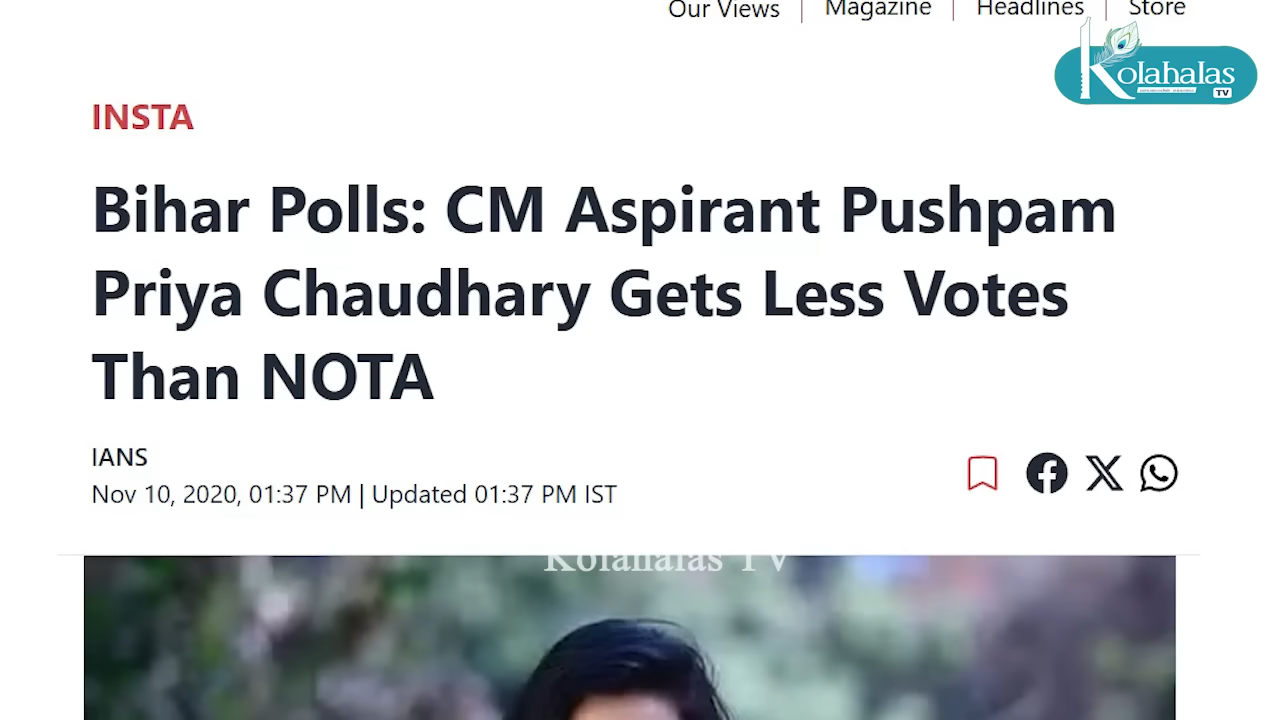 Our Views | Magazine | Headlines | Store
Kolahalas
TV
INSTA
Bihar Polls: CM Aspirant Pushpam
Priya Chaudhary Gets Less Votes
Than NOTA
IANS
Nov 10, 2020, 01:37 PM | Updated 01:37 PM IST
Kolahalas TV